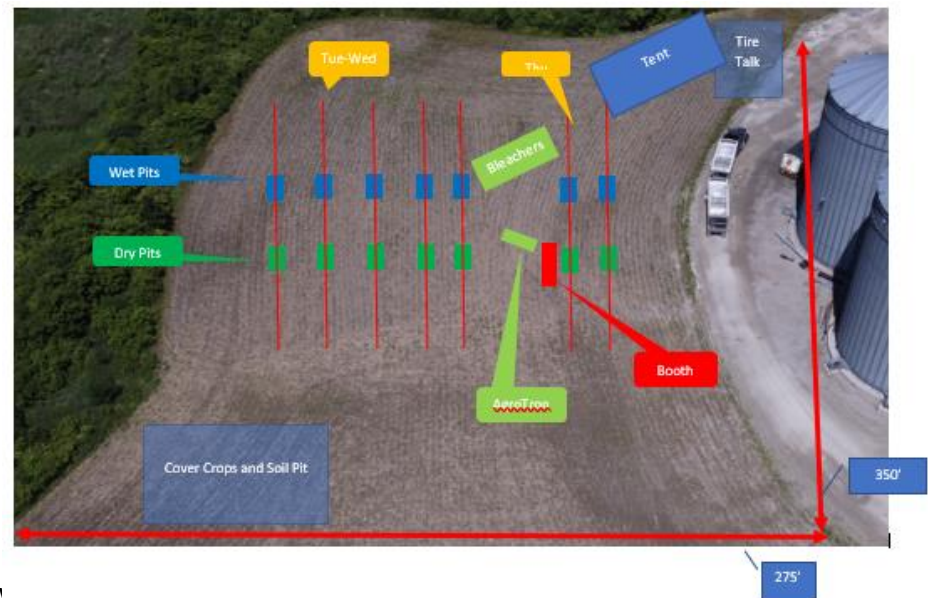 Tue-Wed
Thu
Tent
Tire
Talk
Bleachers
Wet Pits
Dry Pits
Booth
Cover Crops and Soil Pit
350'
275'